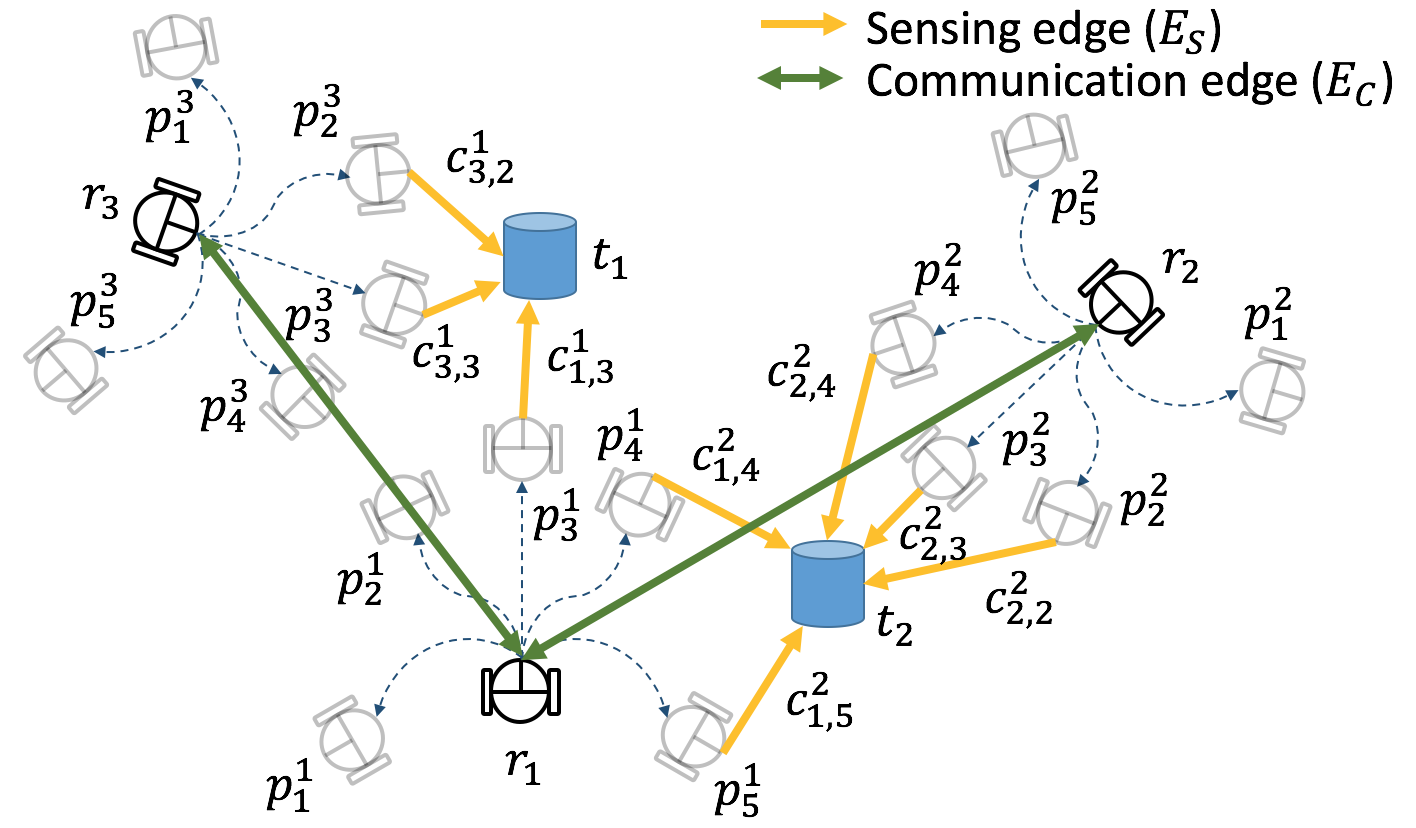 Sensing edge (E_S)
Communication edge (E_C)
p_1^3
p_2^3
c_{3,2}^1
r_3
t_1
p_5^2
p_4^2
r_2
p_5^3
p_3^3
c_{3,3}^1
c_{1,3}^1
p_1^2
c_{2,4}^2
p_4^3
p_4^1
c_{1,4}^2
p_3^2
p_3^1
c_{2,3}^2
p_2^2
p_2^1
c_{2,2}^2
t_2
c_{1,5}^2
r_1
p_1^1
p_5^1